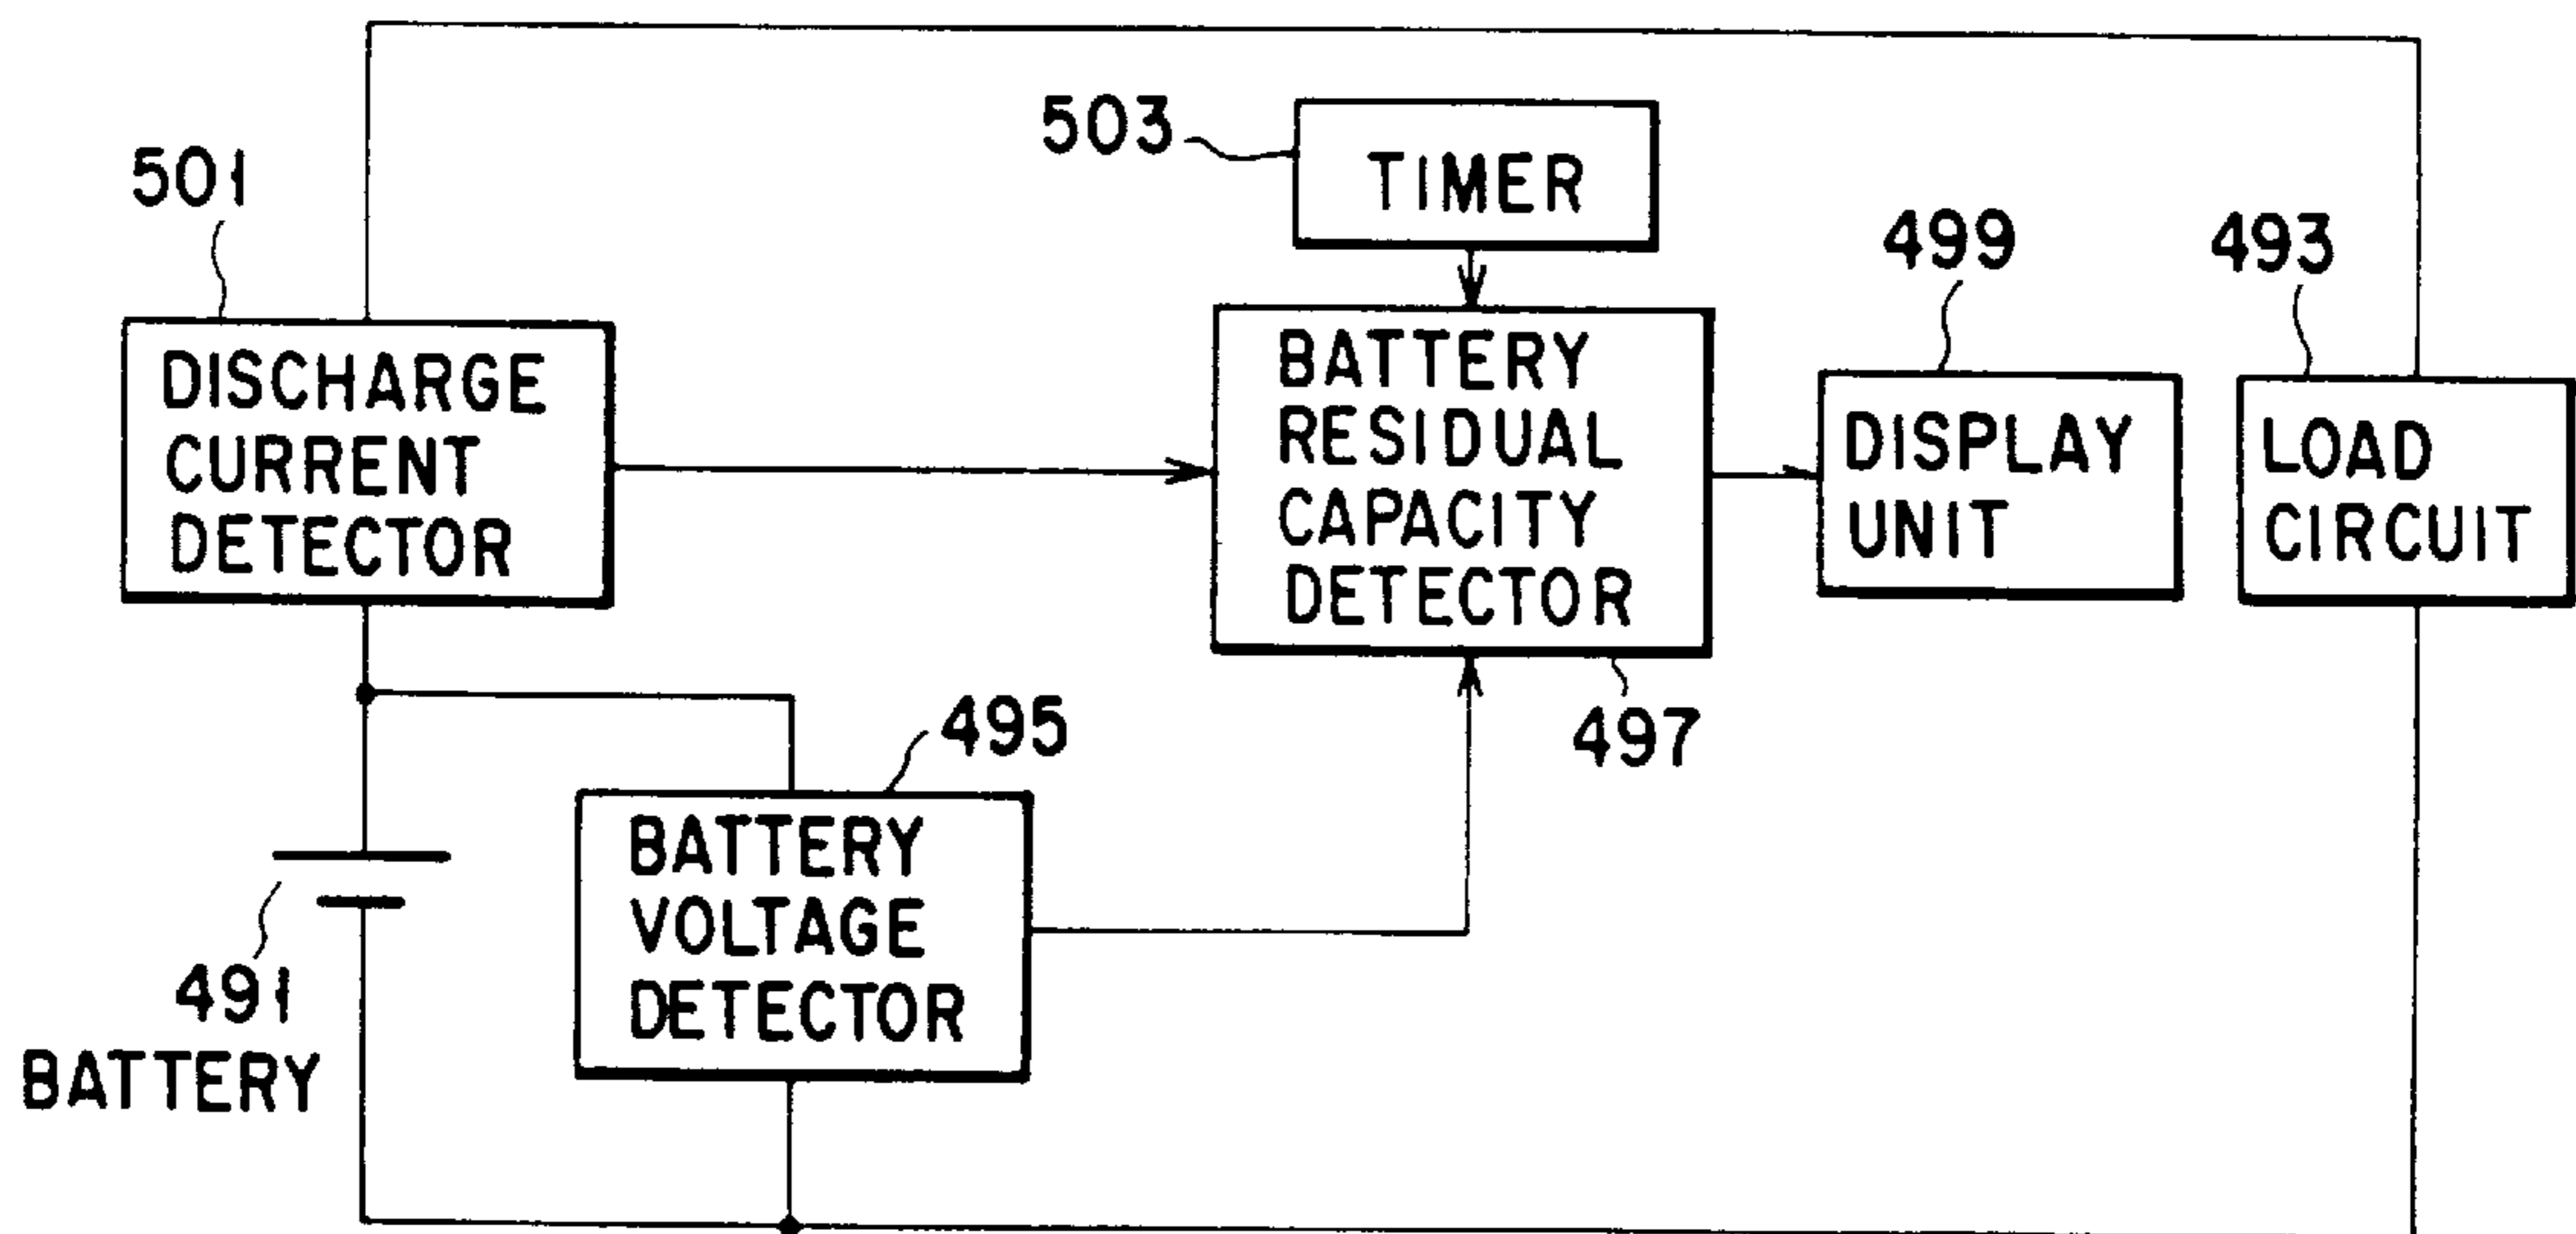 501
DISCHARGE
CURRENT
DETECTOR
503
TIMER
BATTERY
RESIDUAL
CAPACITY
DETECTOR
497
499
DISPLAY
UNIT
493
LOAD
CIRCUIT
495
BATTERY
VOLTAGE
DETECTOR
491
BATTERY